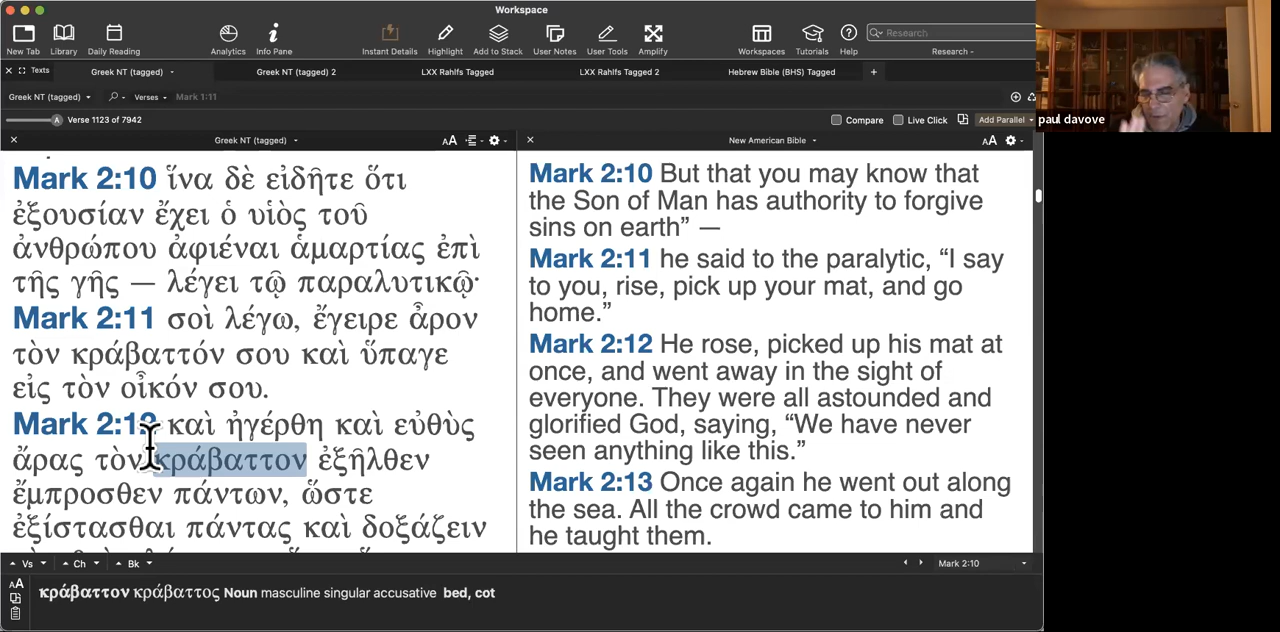 Workspace
New Tab Library Daily Reading Analytics Info Pane Instant Details Highlight Add to Stack User Notes User Tools Amplify Workspaces Tutorials Help Research
Research
Texts Greek NT (tagged) Greek NT (tagged) 2 LXX Rahlfs Tagged LXX Rahlfs Tagged 2 Hebrew Bible (BHS) Tagged +
Greek NT (tagged) Verses Mark 1:11
Verse 1123 of 7942 Compare Live Click Add Parallel
paul davove
Greek NT (tagged)
Mark 2:10 ἵνα δὲ εἰδῆτε ὅτι
ἐξουσίαν ἔχει ὁ υἱὸς τοῦ
ἀνθρώπου ἀφιέναι ἁμαρτίας ἐπὶ
τῆς γῆς — λέγει τῷ παραλυτικῷ·
Mark 2:11 σοὶ λέγω, ἔγειρε ἆρον
τὸν κράβαττόν σου καὶ ὕπαγε
εἰς τὸν οἶκόν σου.
Mark 2:12 καὶ ἠγέρθη καὶ εὐθὺς
ἄρας τὸν κράβαττον ἐξῆλθεν
ἔμπροσθεν πάντων, ὥστε
ἐξίστασθαι πάντας καὶ δοξάζειν
New American Bible
Mark 2:10 But that you may know that
the Son of Man has authority to forgive
sins on earth” —
Mark 2:11 he said to the paralytic, “I say
to you, rise, pick up your mat, and go
home.”
Mark 2:12 He rose, picked up his mat at
once, and went away in the sight of
everyone. They were all astounded and
glorified God, saying, “We have never
seen anything like this.”
Mark 2:13 Once again he went out along
the sea. All the crowd came to him and
he taught them.
Vs Ch Bk Mark 2:10
κράβαττον κράβαττος Noun masculine singular accusative bed, cot